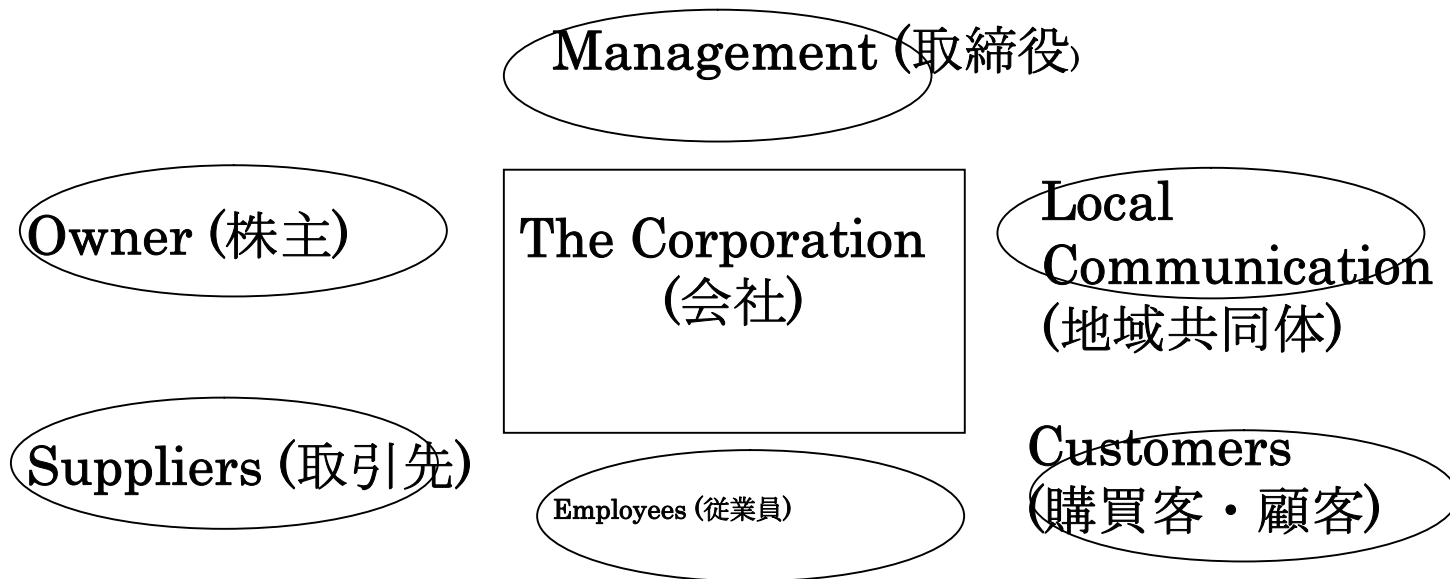 Management (取締役)
Owner (株主)
The Corporation
(会社)
Local
Communication
(地域共同体)
Suppliers (取引先)
Employees (従業員)
Customers
(購買客・顧客)